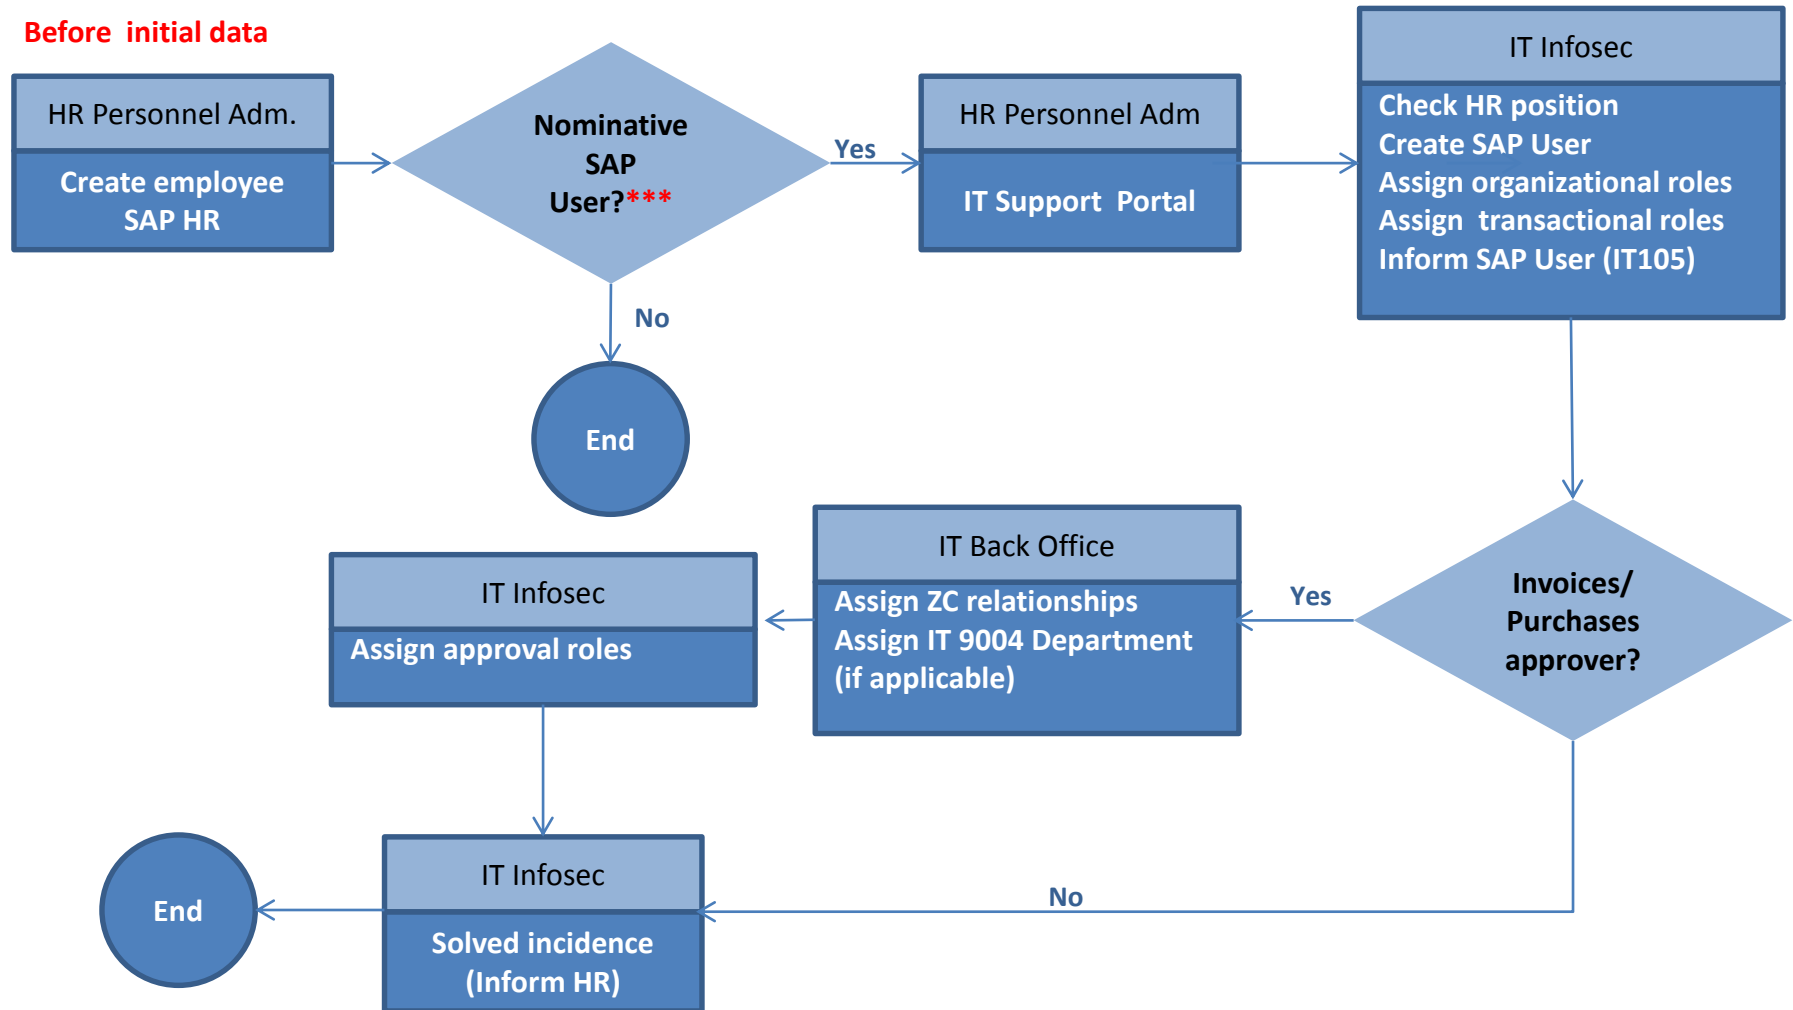 Before initial data
HR Personnel Adm.
Create employee
SAP HR
Nominative
SAP
User?***
Yes
No
End
HR Personnel Adm
IT Support Portal
IT Infosec
Check HR position
Create SAP User
Assign organizational roles
Assign transactional roles
Inform SAP User (IT105)
Invoices/
Purchases
approver?
Yes
No
IT Back Office
Assign ZC relationships
Assign IT 9004 Department
(if applicable)
IT Infosec
Assign approval roles
IT Infosec
Solved incidence
(Inform HR)
End